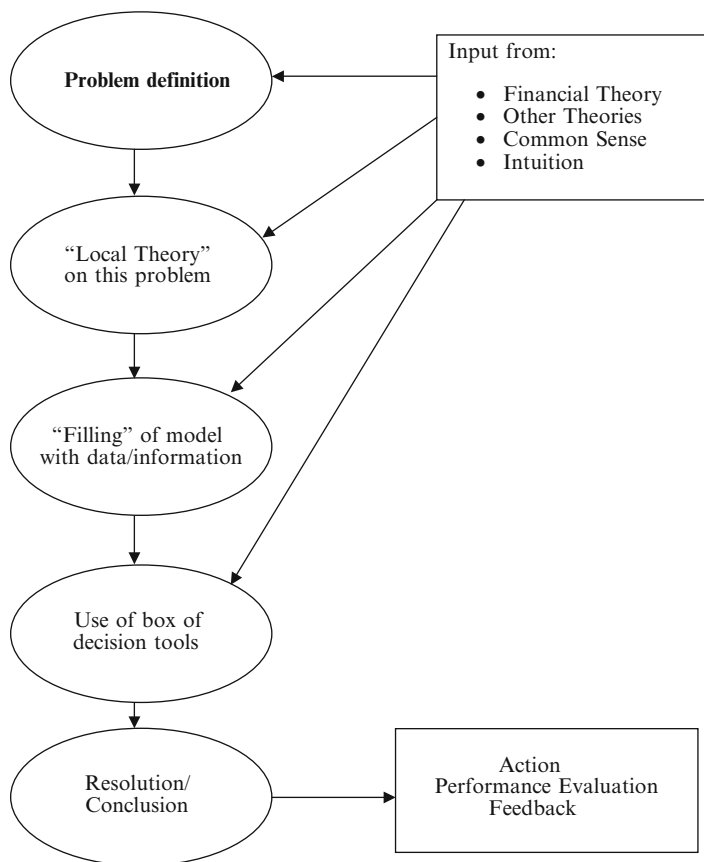 Problem definition
Input from:
• Financial Theory
• Other Theories
• Common Sense
• Intuition
“Local Theory”
on this problem
“Filling” of model
with data/information
Use of box of
decision tools
Resolution/
Conclusion
Action
Performance Evaluation
Feedback